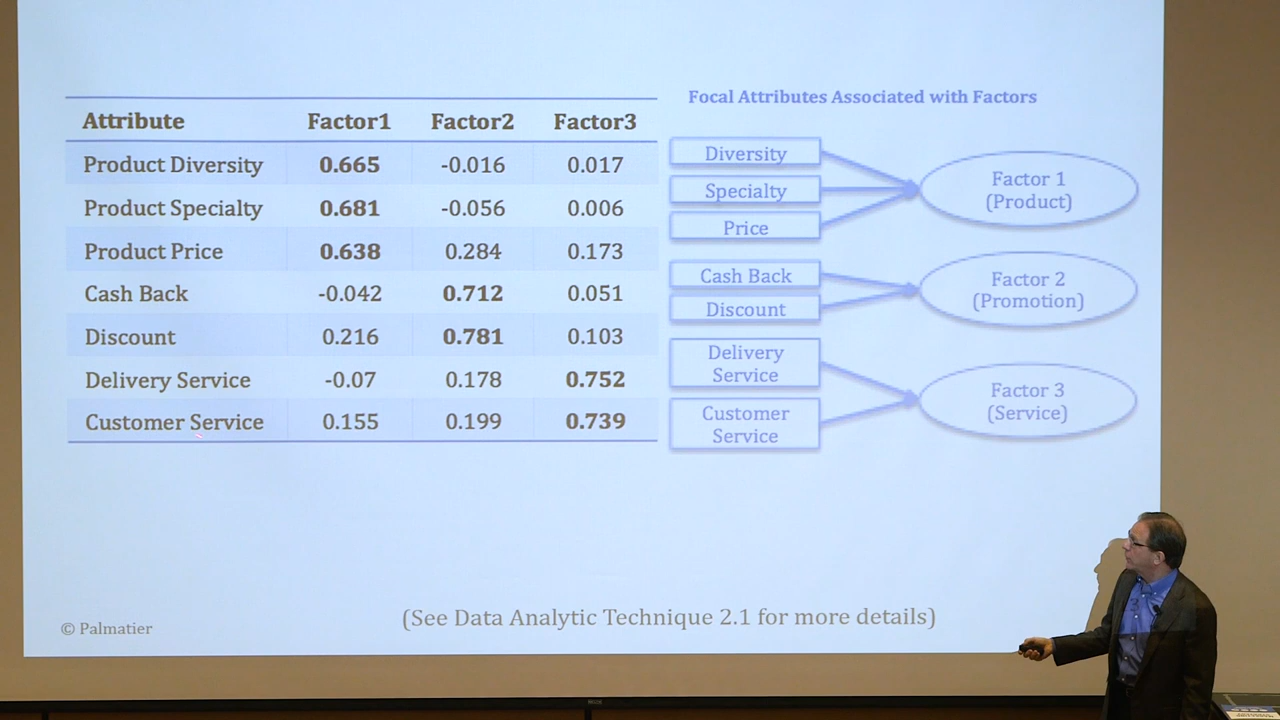 Focal Attributes Associated with Factors
Attribute Factor1 Factor2 Factor3
Product Diversity 0.665 -0.016 0.017
Product Specialty 0.681 -0.056 0.006
Product Price 0.638 0.284 0.173
Cash Back -0.042 0.712 0.051
Discount 0.216 0.781 0.103
Delivery Service -0.07 0.178 0.752
Customer Service 0.155 0.199 0.739
Diversity
Specialty
Price
Factor 1
(Product)
Cash Back
Discount
Factor 2
(Promotion)
Delivery
Service
Customer
Service
Factor 3
(Service)
(See Data Analytic Technique 2.1 for more details)
© Palmatier